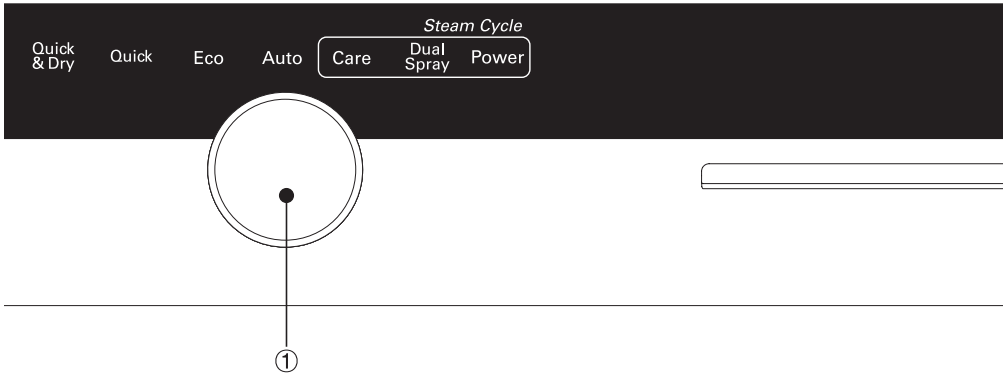 Steam Cycle
Quick
& Dry
Quick
Eco
Auto
Care
Dual
Spray
Power
①